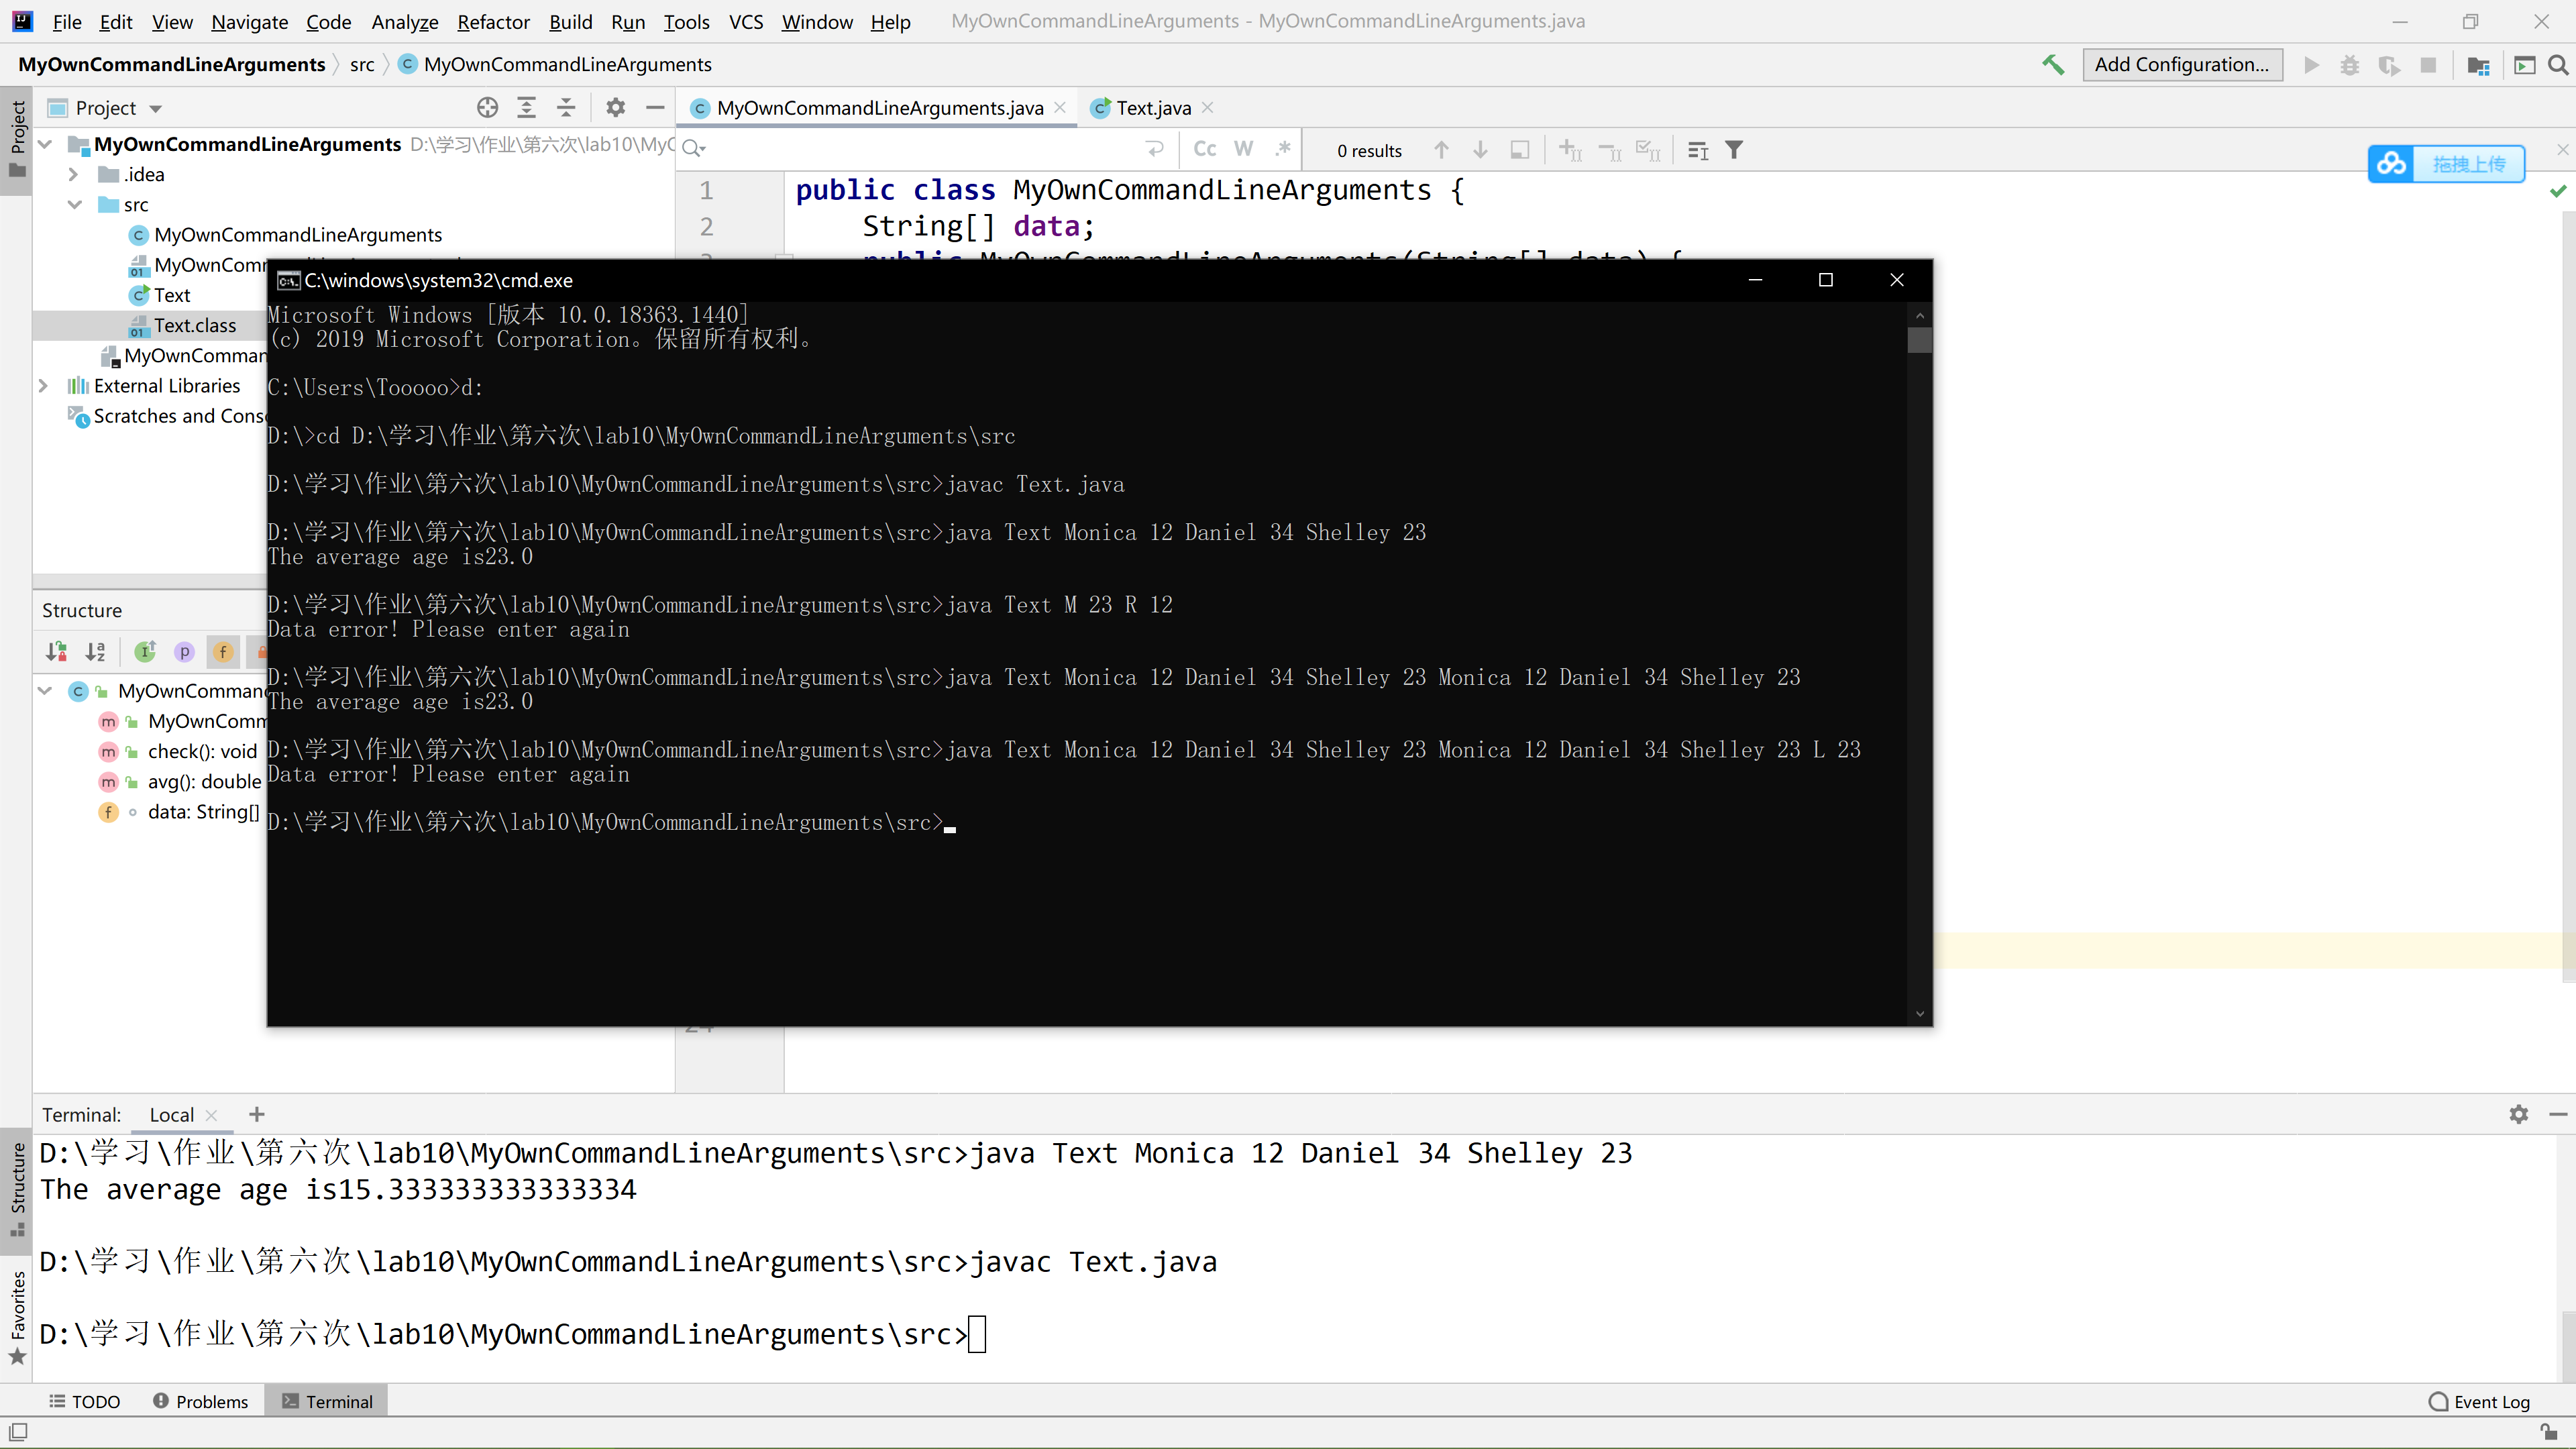 File Edit View Navigate Code Analyze Refactor Build Run Tools VCS Window Help MyOwnCommandLineArguments - MyOwnCommandLineArguments.java
MyOwnCommandLineArguments src MyOwnCommandLineArguments Add Configuration...
Project
Project
MyOwnCommandLineArguments.java Text.java
MyOwnCommandLineArguments D:\学习\作业\第六次\lab10\MyC
.idea
src
MyOwnCommandLineArguments
Text
Text.class
MyOwnComman
External Libraries
Scratches and Cons
Cc W .* 0 results
拖拽上传
1 public class MyOwnCommandLineArguments {
2 String[] data;
public MyOwnCommandLineArguments(String[] data) {
24
C:\windows\system32\cmd.exe
Microsoft Windows [版本 10.0.18363.1440]
(c) 2019 Microsoft Corporation。保留所有权利。
C:\Users\Tooooo>d:
D:\>cd D:\学习\作业\第六次\lab10\MyOwnCommandLineArguments\src
D:\学习\作业\第六次\lab10\MyOwnCommandLineArguments\src>javac Text.java
D:\学习\作业\第六次\lab10\MyOwnCommandLineArguments\src>java Text Monica 12 Daniel 34 Shelley 23
The average age is23.0
D:\学习\作业\第六次\lab10\MyOwnCommandLineArguments\src>java Text M 23 R 12
Data error! Please enter again
D:\学习\作业\第六次\lab10\MyOwnCommandLineArguments\src>java Text Monica 12 Daniel 34 Shelley 23 Monica 12 Daniel 34 Shelley 23
The average age is23.0
D:\学习\作业\第六次\lab10\MyOwnCommandLineArguments\src>java Text Monica 12 Daniel 34 Shelley 23 Monica 12 Daniel 34 Shelley 23 L 23
Data error! Please enter again
D:\学习\作业\第六次\lab10\MyOwnCommandLineArguments\src>
Structure
MyOwnComman
MyOwnComm
check(): void
avg(): double
data: String[]
Terminal: Local
D:\学习\作业\第六次\lab10\MyOwnCommandLineArguments\src>java Text Monica 12 Daniel 34 Shelley 23
The average age is15.333333333333334
D:\学习\作业\第六次\lab10\MyOwnCommandLineArguments\src>javac Text.java
D:\学习\作业\第六次\lab10\MyOwnCommandLineArguments\src>
Structure
Favorites
TODO Problems Terminal Event Log